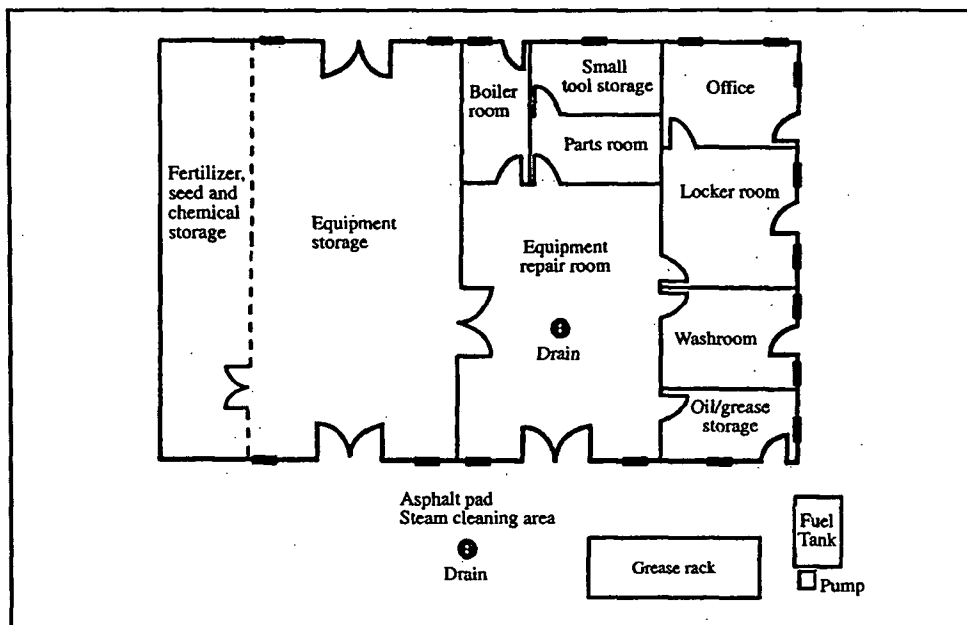 Small
tool storage
Office
Boiler
room
Parts room
Fertilizer,
seed and
chemical
storage
Locker room
Equipment
storage
Equipment
repair room
Drain
Washroom
Oil/grease
storage
Asphalt pad
Steam cleaning area
Drain
Grease rack
Fuel
Tank
Pump